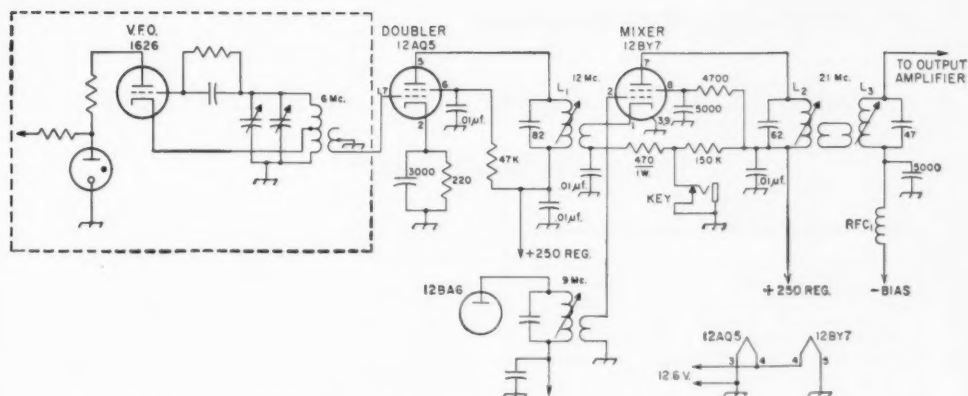 V.F.O.
1626
6 Mc.
DOUBLER
12AQ5
5
1,7
6
2
.01µf.
3000
220
47K
+250 REG.
12 Mc.
L1
82
.01µf.
.01µf.
MIXER
12BY7
7
2
8
1
3,9
4700
5000
470
1W.
150K
KEY
.01µf.
L2
62
21 Mc.
L3
47
TO OUTPUT
AMPLIFIER
5000
RFC1
+250 REG.
-BIAS
12BA6
9 Mc.
12AQ5
12BY7
3
4
4
5
12.6V.